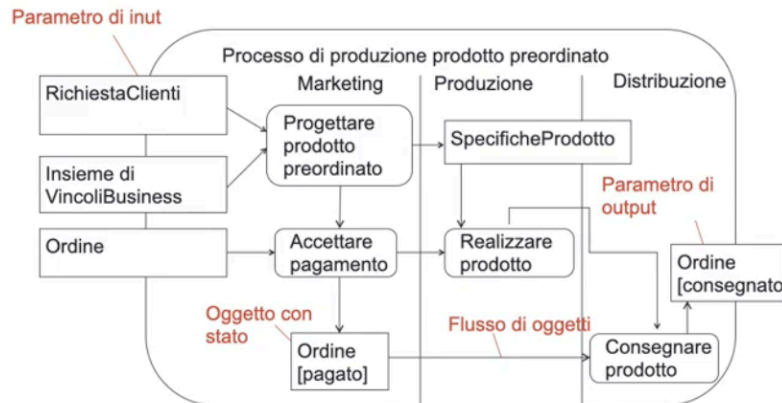 Parametro di inut
Processo di produzione prodotto preordinato
Marketing
Produzione
Distribuzione
RichiestaClienti
Progettare
prodotto
preordinato
SpecificheProdotto
Insieme di
VincoliBusiness
Parametro di
output
Ordine
Accettare
pagamento
Realizzare
prodotto
Ordine
[consegnato
Oggetto con
stato
Flusso di oggetti
Ordine
[pagato]
Consegnare
prodotto